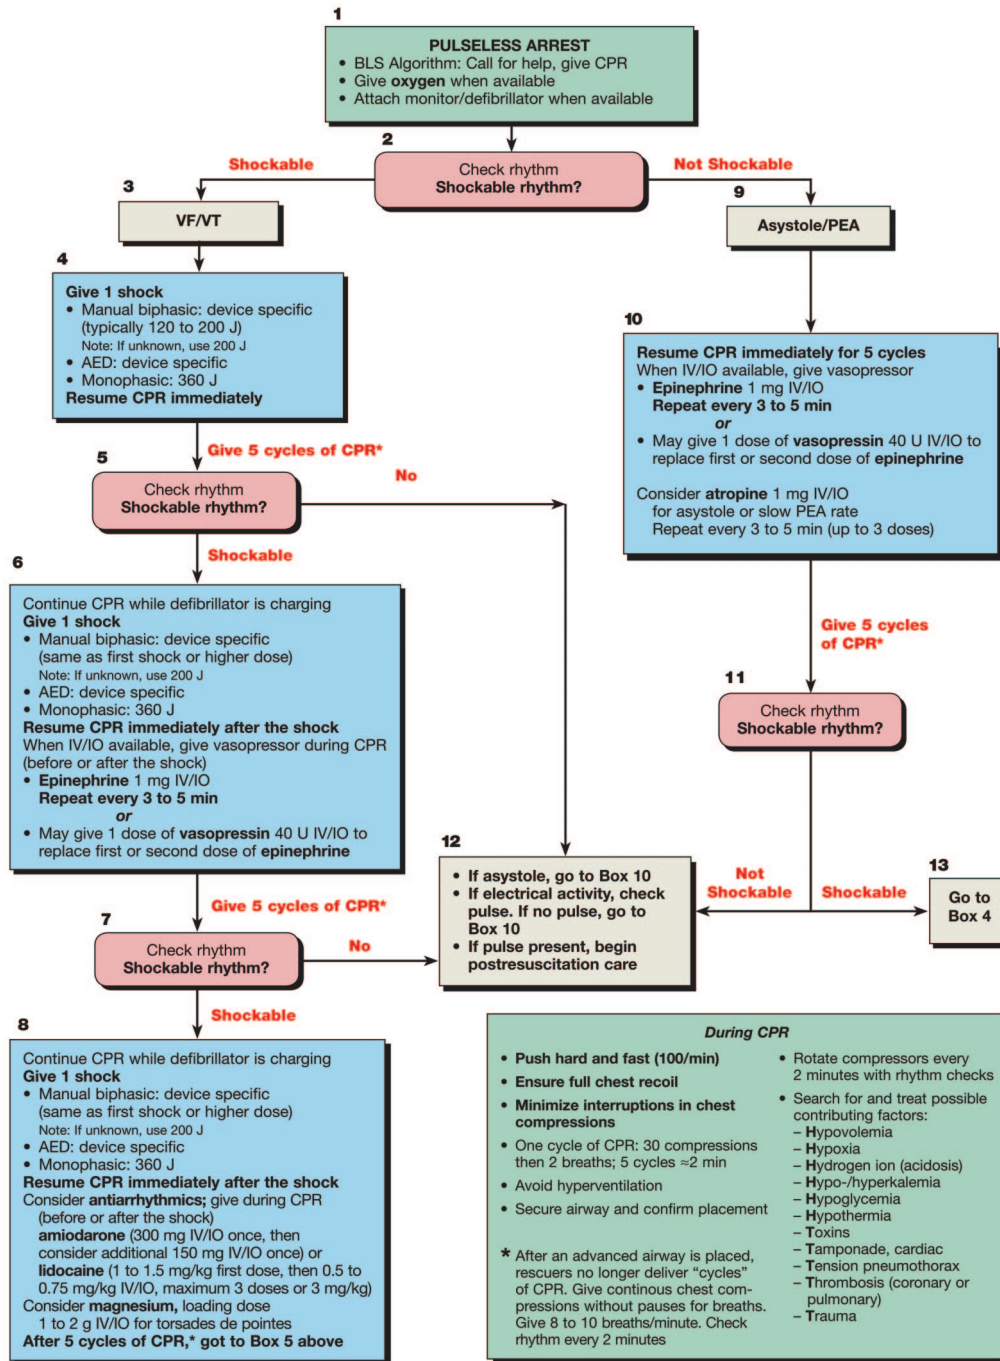 1
PULSELESS ARREST
• BLS Algorithm: Call for help, give CPR
• Give oxygen when available
• Attach monitor/defibrillator when available
2
Check rhythm
Shockable rhythm?
Shockable
Not Shockable
3
VF/VT
9
Asystole/PEA
4
Give 1 shock
• Manual biphasic: device specific
(typically 120 to 200 J)
Note: If unknown, use 200 J
• AED: device specific
• Monophasic: 360 J
Resume CPR immediately
Give 5 cycles of CPR*
5
Check rhythm
Shockable rhythm?
No
Shockable
6
Continue CPR while defibrillator is charging
Give 1 shock
• Manual biphasic: device specific
(same as first shock or higher dose)
Note: If unknown, use 200 J
• AED: device specific
• Monophasic: 360 J
Resume CPR immediately after the shock
When IV/IO available, give vasopressor during CPR
(before or after the shock)
• Epinephrine 1 mg IV/IO
Repeat every 3 to 5 min
or
• May give 1 dose of vasopressin 40 U IV/IO to
replace first or second dose of epinephrine
Give 5 cycles of CPR*
7
Check rhythm
Shockable rhythm?
No
Shockable
8
Continue CPR while defibrillator is charging
Give 1 shock
• Manual biphasic: device specific
(same as first shock or higher dose)
Note: If unknown, use 200 J
• AED: device specific
• Monophasic: 360 J
Resume CPR immediately after the shock
Consider antiarrhythmics; give during CPR
(before or after the shock)
amiodarone (300 mg IV/IO once, then
consider additional 150 mg IV/IO once) or
lidocaine (1 to 1.5 mg/kg first dose, then 0.5 to
0.75 mg/kg IV/IO, maximum 3 doses or 3 mg/kg)
Consider magnesium, loading dose
1 to 2 g IV/IO for torsades de pointes
After 5 cycles of CPR,* got to Box 5 above
10
Resume CPR immediately for 5 cycles
When IV/IO available, give vasopressor
• Epinephrine 1 mg IV/IO
Repeat every 3 to 5 min
or
• May give 1 dose of vasopressin 40 U IV/IO to
replace first or second dose of epinephrine
Consider atropine 1 mg IV/IO
for asystole or slow PEA rate
Repeat every 3 to 5 min (up to 3 doses)
Give 5 cycles
of CPR*
11
Check rhythm
Shockable rhythm?
Not
Shockable
Shockable
12
• If asystole, go to Box 10
• If electrical activity, check
pulse. If no pulse, go to
Box 10
• If pulse present, begin
postresuscitation care
13
Go to
Box 4
During CPR
• Push hard and fast (100/min)
• Ensure full chest recoil
• Minimize interruptions in chest
compressions
• One cycle of CPR: 30 compressions
then 2 breaths; 5 cycles ≈2 min
• Avoid hyperventilation
• Secure airway and confirm placement
* After an advanced airway is placed,
rescuers no longer deliver “cycles”
of CPR. Give continous chest com-
pressions without pauses for breaths.
Give 8 to 10 breaths/minute. Check
rhythm every 2 minutes
• Rotate compressors every
2 minutes with rhythm checks
• Search for and treat possible
contributing factors:
– Hypovolemia
– Hypoxia
– Hydrogen ion (acidosis)
– Hypo-/hyperkalemia
– Hypoglycemia
– Hypothermia
– Toxins
– Tamponade, cardiac
– Tension pneumothorax
– Thrombosis (coronary or
pulmonary)
– Trauma